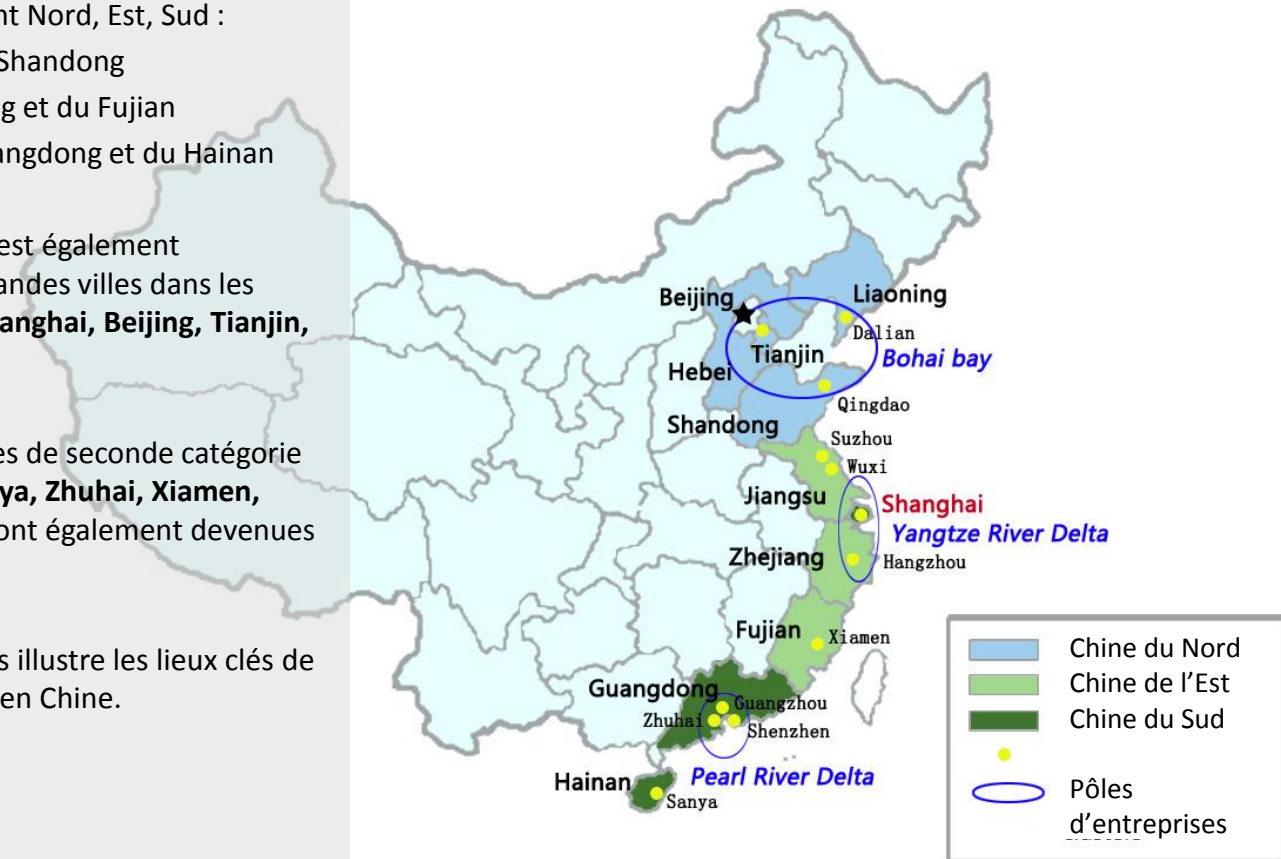 nt Nord, Est, Sud :
Shandong
g et du Fujian
angdong et du Hainan
est également
andes villes dans les
anghai, Beijing, Tianjin,
es de seconde catégorie
ya, Zhuhai, Xiamen,
ont également devenues
s illustre les lieux clés de
en Chine.
Beijing
Liaoning
Dalian
Tianjin
Bohai bay
Hebei
Qingdao
Shandong
Suzhou
Wuxi
Jiangsu
Shanghai
Yangtze River Delta
Zhejiang
Hangzhou
Fujian
Xiamen
Guangdong
Guangzhou
Zhuhai
Shenzhen
Pearl River Delta
Hainan
Sanya
Chine du Nord
Chine de l’Est
Chine du Sud
Pôles
d’entreprises